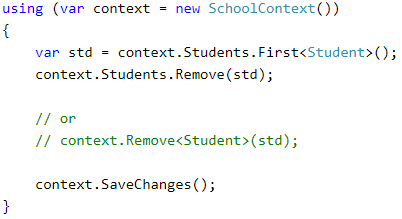 using (var context = new SchoolContext())
{
    var std = context.Students.First<Student>();
    context.Students.Remove(std);

    // or
    // context.Remove<Student>(std);

    context.SaveChanges();
}